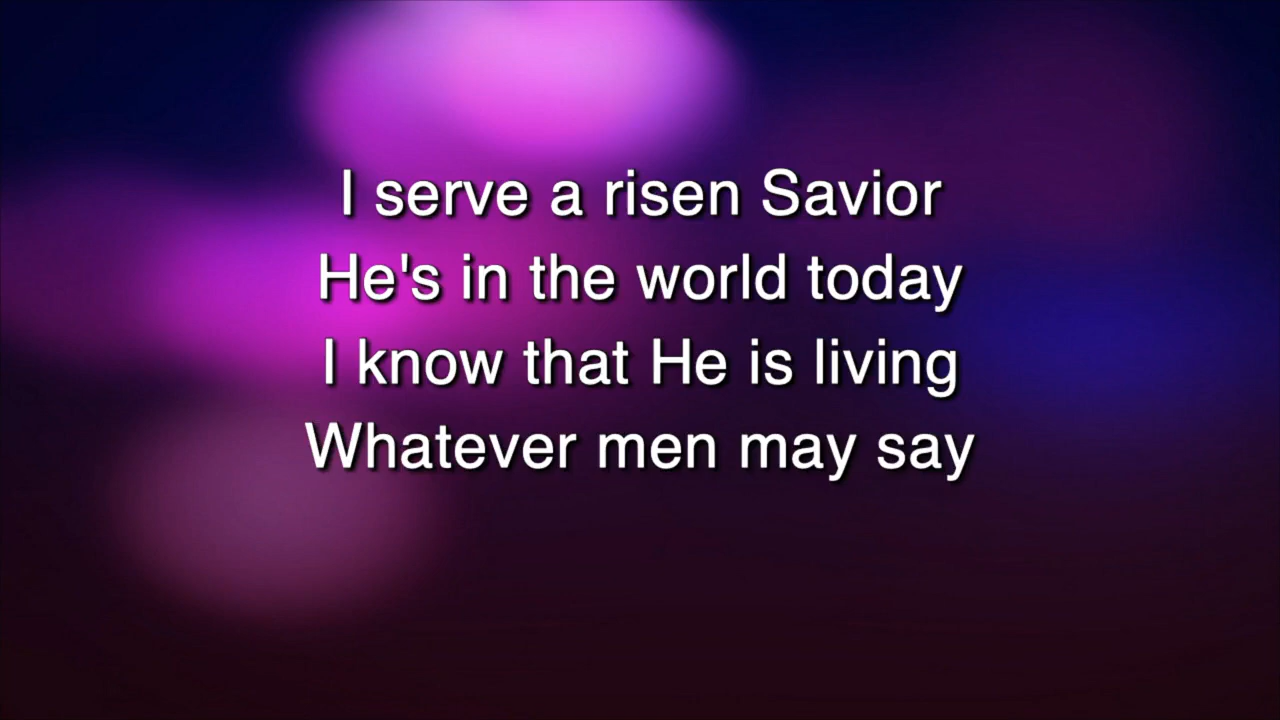 I serve a risen Savior
He's in the world today
I know that He is living
Whatever men may say